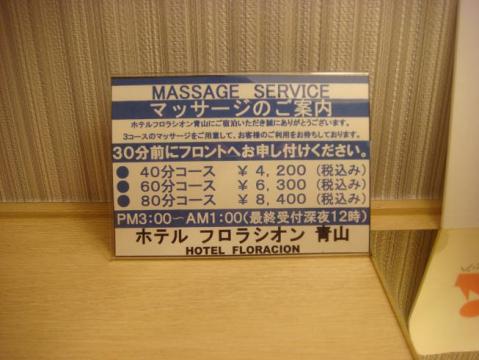 MASSAGE SERVICE
マッサージのご案内
ホテルフロラシオン青山にご宿泊いただき誠にありがとうございます。
3コースのマッサージをご用意して、お客様のご利用をお待ちしております。
30分前にフロントへお申し付けください。
● 40分コース ￥ 4,200 (税込み)
● 60分コース ￥ 6,300 (税込み)
● 80分コース ￥ 8,400 (税込み)
PM3:00～AM1:00(最終受付深夜12時)
ホテル フロラシオン 青山
HOTEL FLORACION